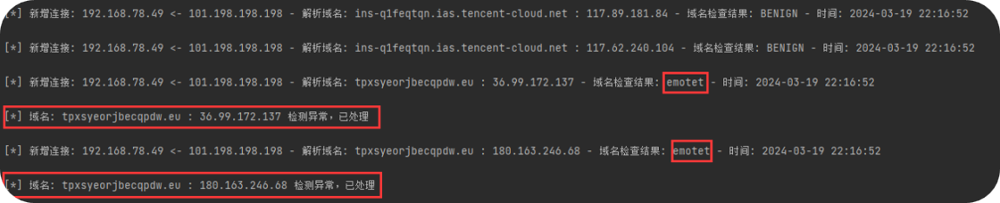 [*] 新增连接: 192.168.78.49 <- 101.198.198.198 - 解析域名: ins-q1feqtqn.ias.tencent-cloud.net : 117.89.181.84 - 域名检查结果: BENIGN - 时间: 2024-03-19 22:16:52
[*] 新增连接: 192.168.78.49 <- 101.198.198.198 - 解析域名: ins-q1feqtqn.ias.tencent-cloud.net : 117.62.240.104 - 域名检查结果: BENIGN - 时间: 2024-03-19 22:16:52
[*] 新增连接: 192.168.78.49 <- 101.198.198.198 - 解析域名: tpxsyeorjbecqpdw.eu : 36.99.172.137 - 域名检查结果: emotet - 时间: 2024-03-19 22:16:52
[*] 域名: tpxsyeorjbecqpdw.eu : 36.99.172.137 检测异常，已处理
[*] 新增连接: 192.168.78.49 <- 101.198.198.198 - 解析域名: tpxsyeorjbecqpdw.eu : 180.163.246.68 - 域名检查结果: emotet - 时间: 2024-03-19 22:16:52
[*] 域名: tpxsyeorjbecqpdw.eu : 180.163.246.68 检测异常，已处理